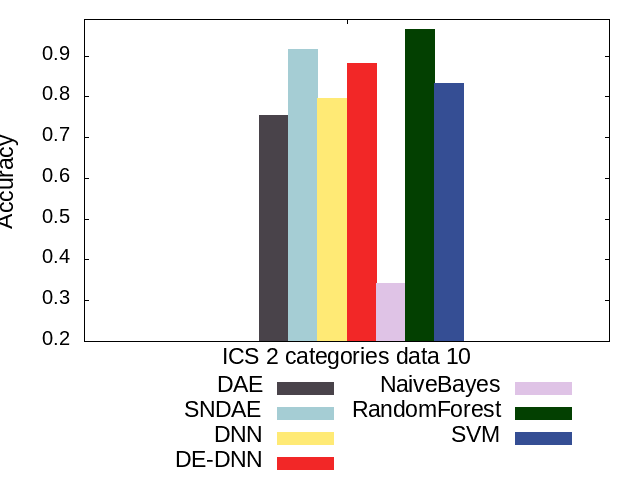 0.9
0.8
0.7
0.6
0.5
0.4
0.3
0.2
Accuracy
ICS 2 categories data 10
DAE
SNDAE
DNN
DE-DNN
NaiveBayes
RandomForest
SVM